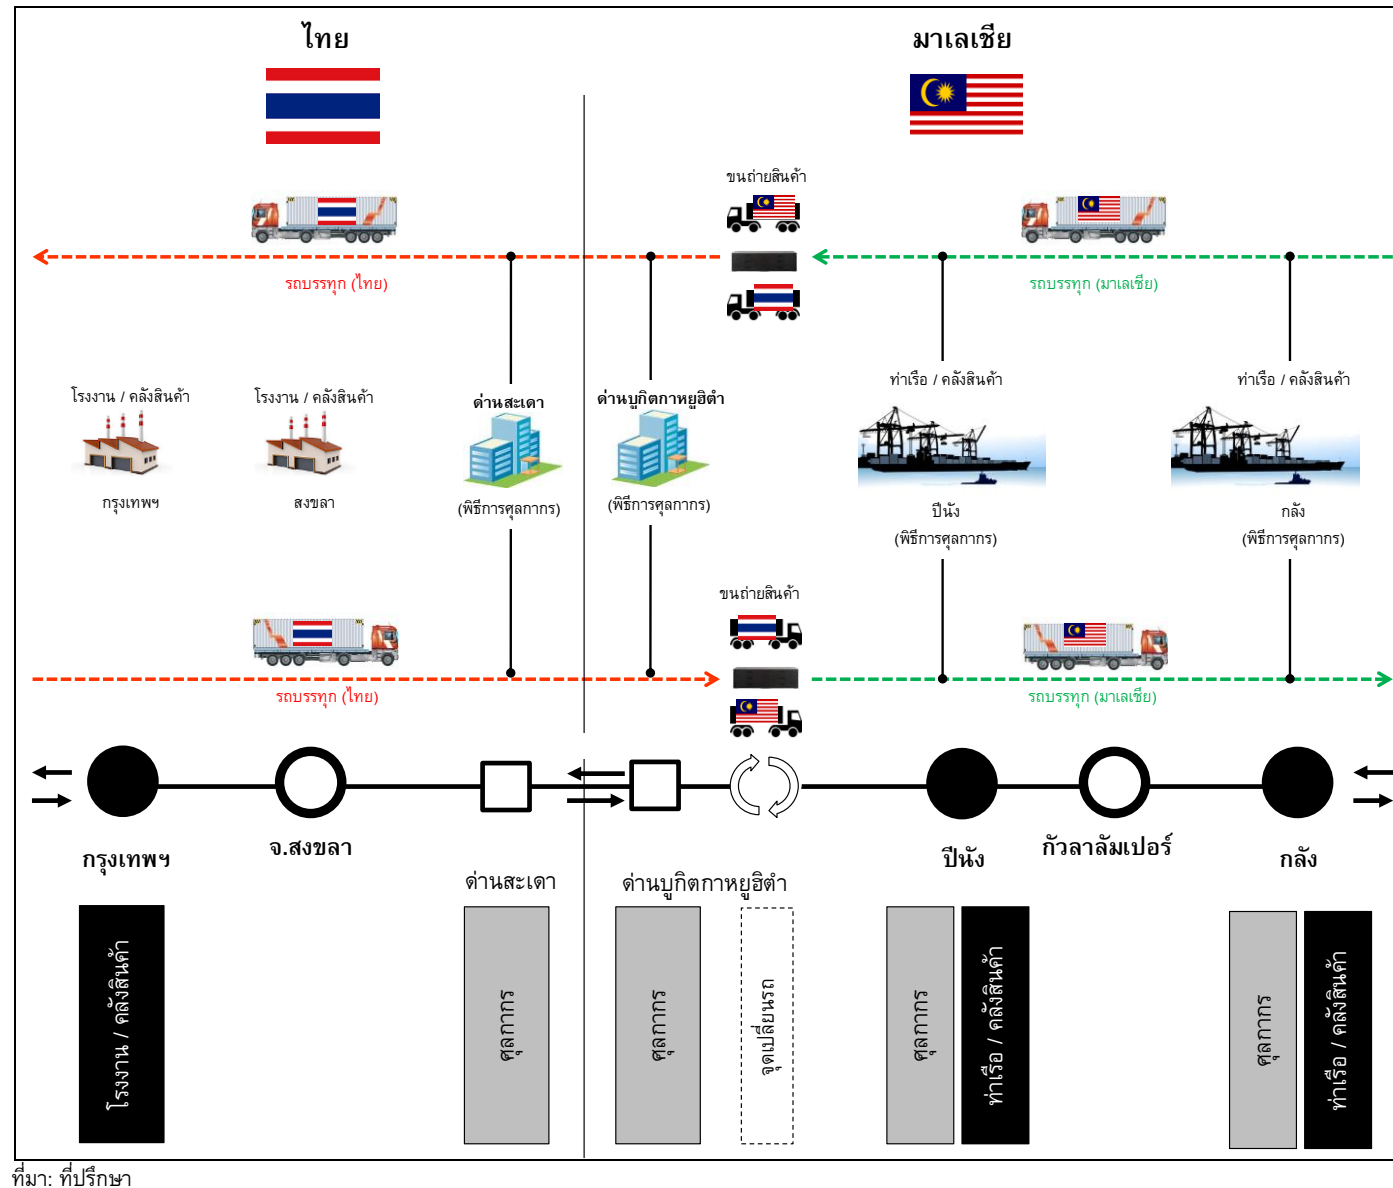 ไทย
มาเลเซีย
ขนถ่ายสินค้า
รถบรรทุก (ไทย)
รถบรรทุก (มาเลเซีย)
โรงงาน / คลังสินค้า
โรงงาน / คลังสินค้า
ด่านสะเดา
ด่านบูกิตกาหยูฮิตำ
ท่าเรือ / คลังสินค้า
ท่าเรือ / คลังสินค้า
กรุงเทพฯ
สงขลา
(พิธีการศุลกากร)
(พิธีการศุลกากร)
ปีนัง
(พิธีการศุลกากร)
กลัง
(พิธีการศุลกากร)
ขนถ่ายสินค้า
รถบรรทุก (ไทย)
รถบรรทุก (มาเลเซีย)
กรุงเทพฯ
จ.สงขลา
ปีนัง
กัวลาลัมเปอร์
กลัง
ด่านสะเดา
ด่านบูกิตกาหยูฮิตำ
โรงงาน / คลังสินค้า
ศุลกากร
ศุลกากร
จุดเปลี่ยนรถ
ศุลกากร
ท่าเรือ / คลังสินค้า
ศุลกากร
ท่าเรือ / คลังสินค้า
ที่มา: ที่ปรึกษา